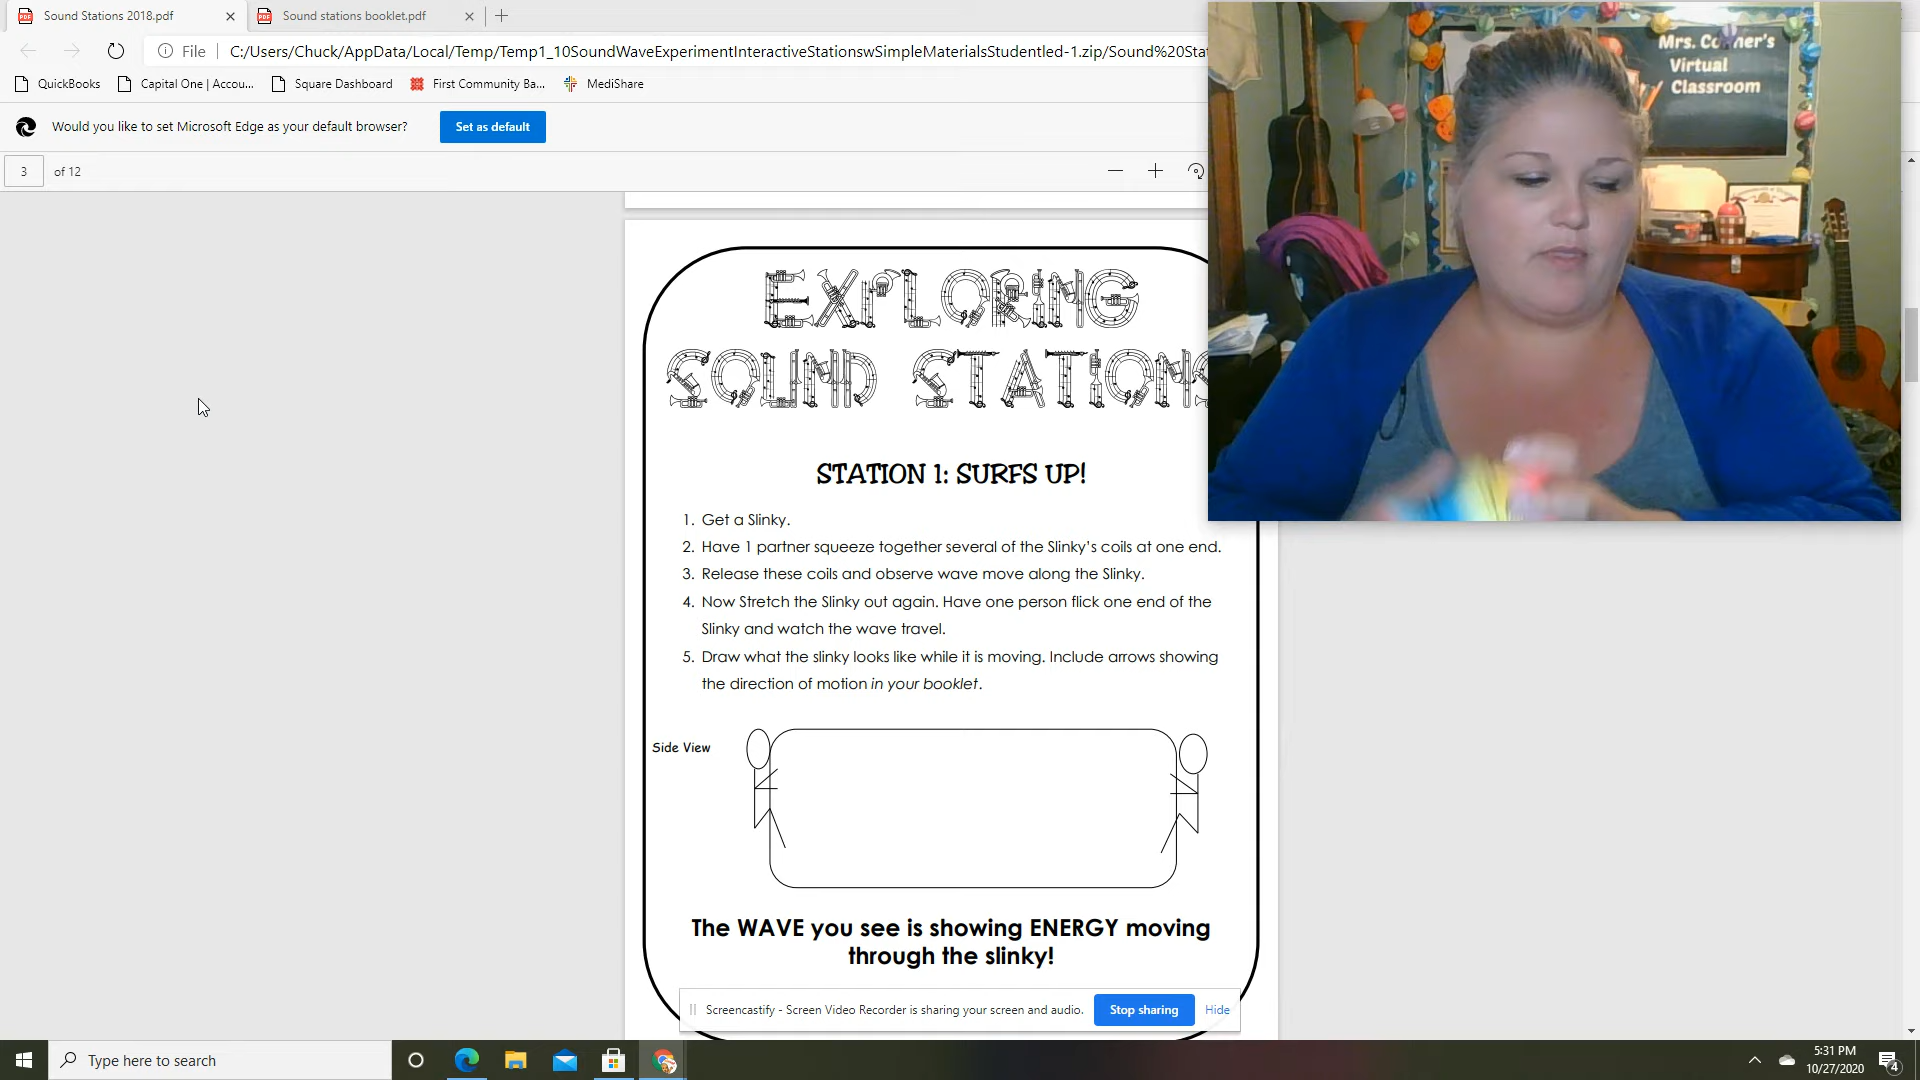 Sound Stations 2018.pdf
Sound stations booklet.pdf
File
C:/Users/Chuck/AppData/Local/Temp/Temp1_10SoundWaveExperimentInteractiveStationswSimpleMaterialsStudentled-1.zip/Sound%20Sta
QuickBooks
Capital One | Accou...
Square Dashboard
First Community Ba...
MediShare
Would you like to set Microsoft Edge as your default browser?
Set as default
3 of 12
Mrs. Conner's
Virtual
Classroom
EXPLORING
SOUND STATIONS
STATION 1: SURFS UP!
1. Get a Slinky.
2. Have 1 partner squeeze together several of the Slinky's coils at one end.
3. Release these coils and observe wave move along the Slinky.
4. Now Stretch the Slinky out again. Have one person flick one end of the
Slinky and watch the wave travel.
5. Draw what the slinky looks like while it is moving. Include arrows showing
the direction of motion in your booklet.
Side View
The WAVE you see is showing ENERGY moving
through the slinky!
Screencastify - Screen Video Recorder is sharing your screen and audio.
Stop sharing
Hide
Type here to search
5:31 PM
10/27/2020
4